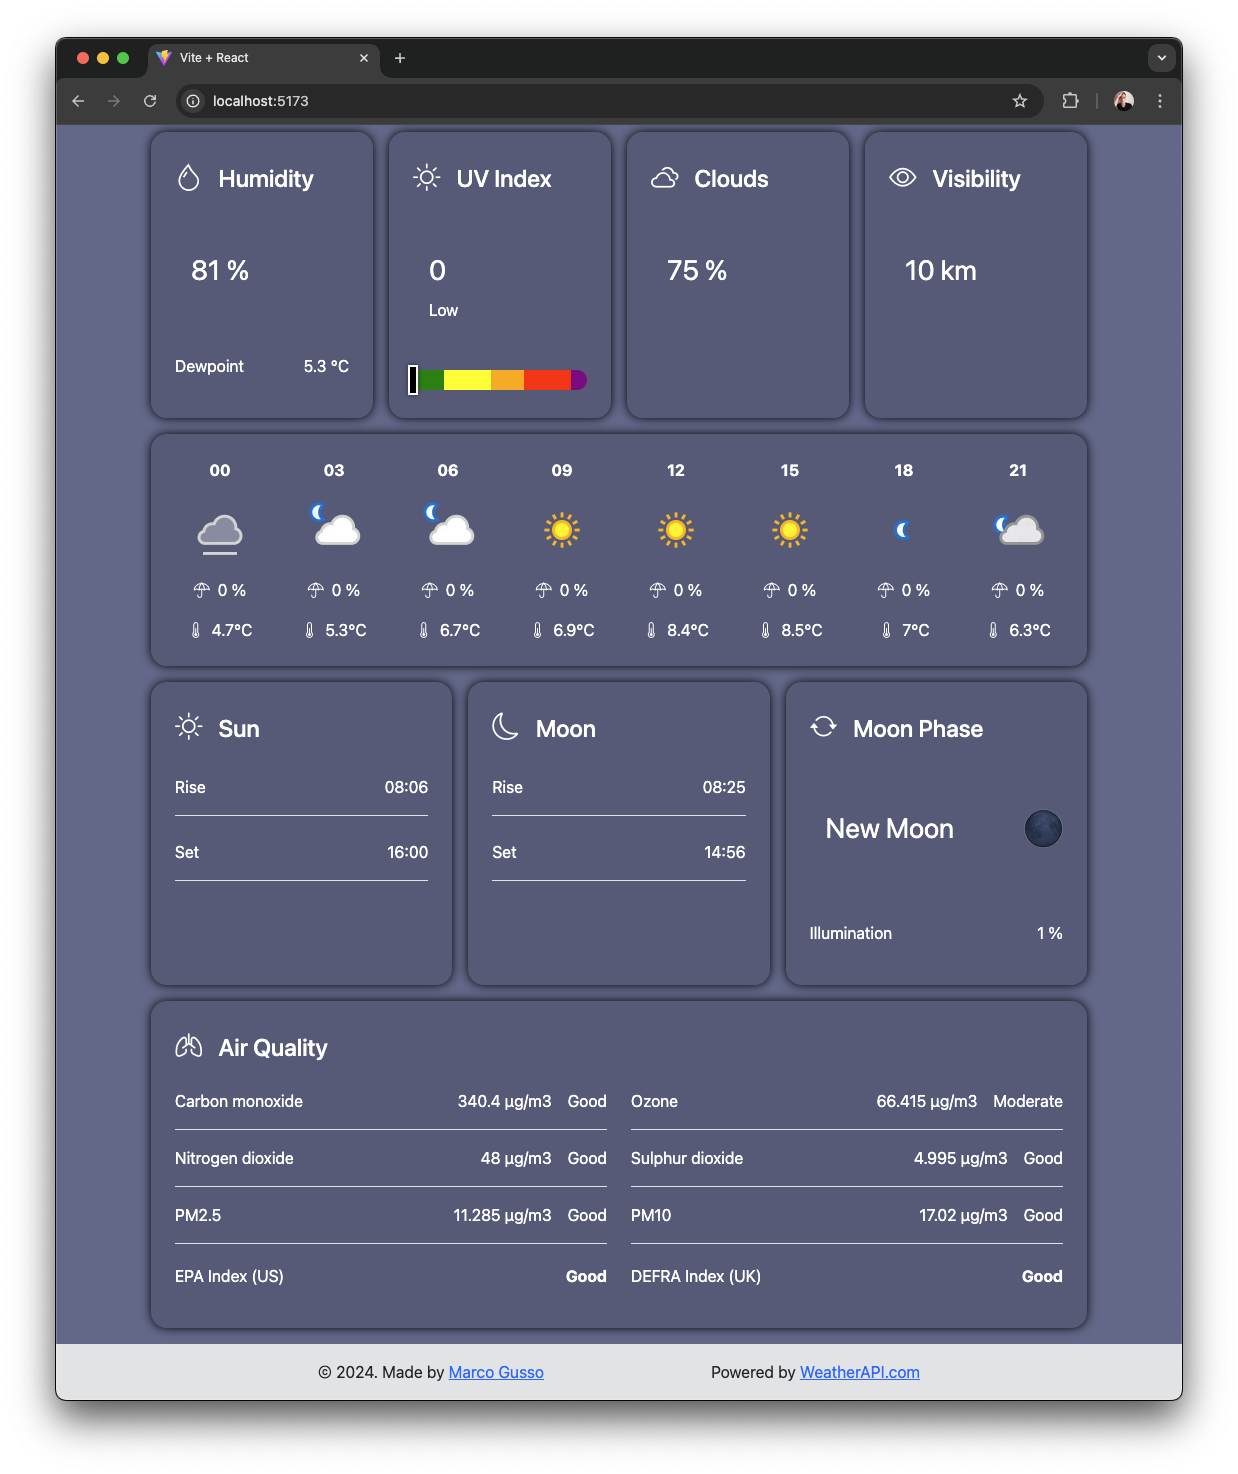 Vite + React
localhost:5173
Humidity
81 %
Dewpoint 5.3 °C
UV Index
0
Low
Clouds
75 %
Visibility
10 km
00 03 06 09 12 15 18 21
0 % 0 % 0 % 0 % 0 % 0 % 0 % 0 %
4.7°C 5.3°C 6.7°C 6.9°C 8.4°C 8.5°C 7°C 6.3°C
Sun
Rise 08:06
Set 16:00
Moon
Rise 08:25
Set 14:56
Moon Phase
New Moon
Illumination 1 %
Air Quality
Carbon monoxide 340.4 µg/m3 Good
Ozone 66.415 µg/m3 Moderate
Nitrogen dioxide 48 µg/m3 Good
Sulphur dioxide 4.995 µg/m3 Good
PM2.5 11.285 µg/m3 Good
PM10 17.02 µg/m3 Good
EPA Index (US) Good
DEFRA Index (UK) Good
© 2024. Made by Marco Gusso
Powered by WeatherAPI.com